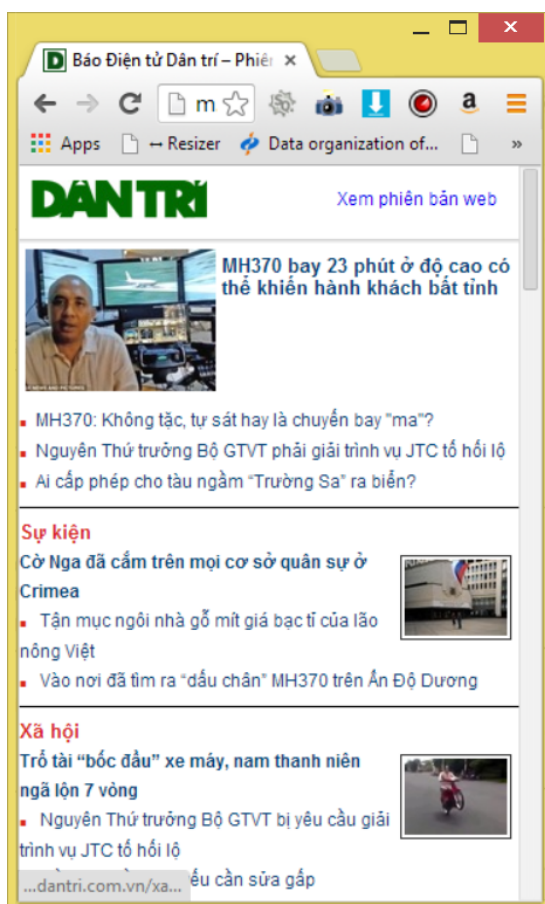 Báo Điện tử Dân trí – Phiê
m
Apps
↔ Resizer
Data organization of...
»
DÂN TRÍ
Xem phiên bản web
MH370 bay 23 phút ở độ cao có
thể khiến hành khách bất tỉnh
MH370: Không tặc, tự sát hay là chuyến bay "ma"?
Nguyên Thứ trưởng Bộ GTVT phải giải trình vụ JTC tố hối lộ
Ai cấp phép cho tàu ngầm “Trường Sa” ra biển?
Sự kiện
Cờ Nga đã cắm trên mọi cơ sở quân sự ở
Crimea
Tận mục ngôi nhà gỗ mít giá bạc tỉ của lão
nông Việt
Vào nơi đã tìm ra “dấu chân” MH370 trên Ấn Độ Dương
Xã hội
Trổ tài “bốc đầu” xe máy, nam thanh niên
ngã lộn 7 vòng
Nguyên Thứ trưởng Bộ GTVT bị yêu cầu giải
trình vụ JTC tố hối lộ
yếu cần sửa gấp
...dantri.com.vn/xa...